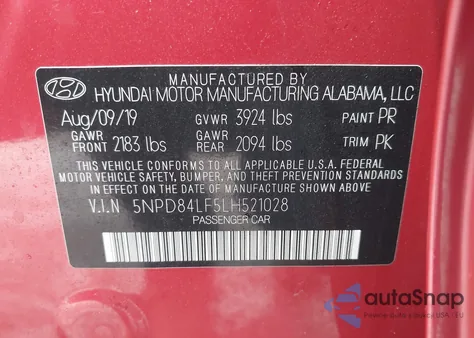 MANUFACTURED BY
HYUNDAI MOTOR MANUFACTURING ALABAMA, LLC
Aug/09/19 GVWR 3924 lbs PAINT PR
GAWR FRONT 2183 lbs GAWR REAR 2094 lbs TRIM PK
THIS VEHICLE CONFORMS TO ALL APPLICABLE U.S.A. FEDERAL
MOTOR VEHICLE SAFETY, BUMPER, AND THEFT PREVENTION STANDARDS
IN EFFECT ON THE DATE OF MANUFACTURE SHOWN ABOVE.
V.I.N 5NPD84LF5LH521028
PASSENGER CAR
autoSnap